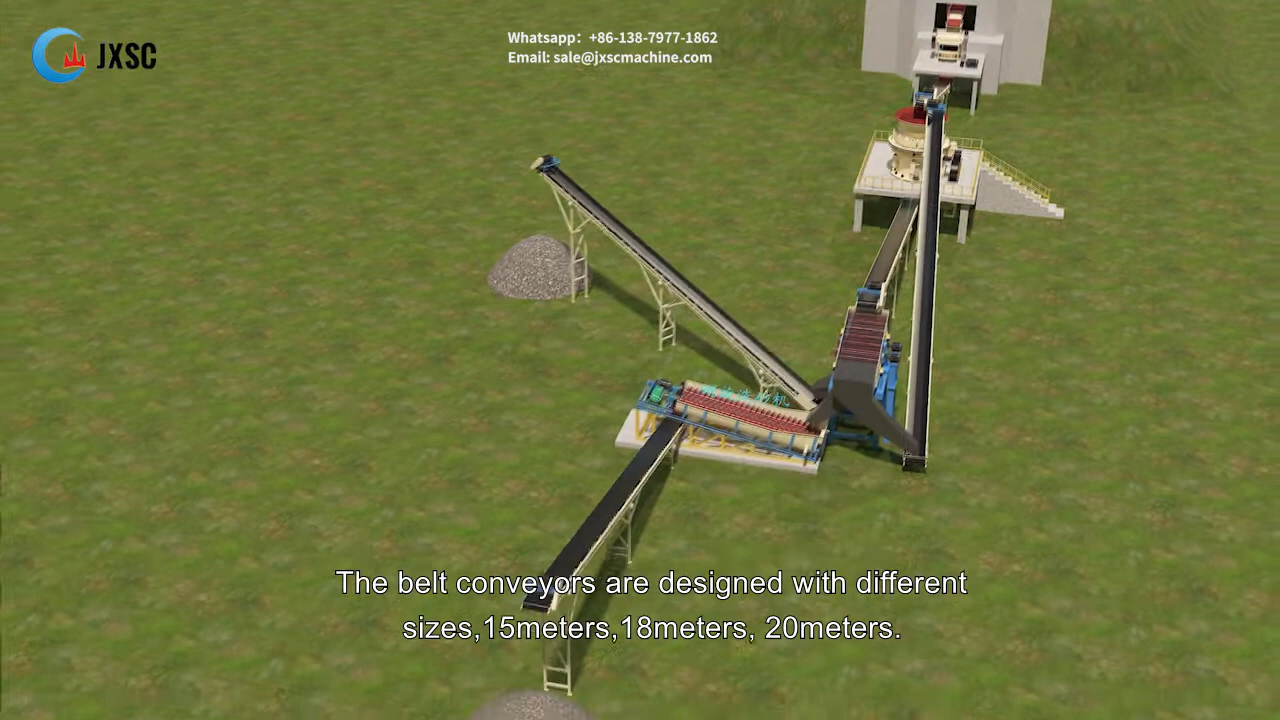 JXSC
Whatsapp：+86-138-7977-1862
Email: sale@jxscmachine.com
The belt conveyors are designed with different
sizes,15meters,18meters, 20meters.